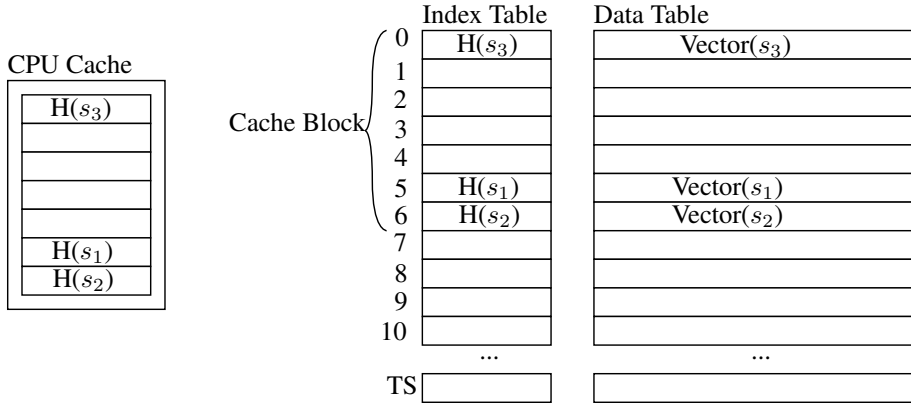 Index Table
Data Table
CPU Cache
H(s₃)
H(s₁)
H(s₂)
Cache Block
0 H(s₃) Vector(s₃)
1
2
3
4
5 H(s₁) Vector(s₁)
6 H(s₂) Vector(s₂)
7
8
9
10
... ...
TS